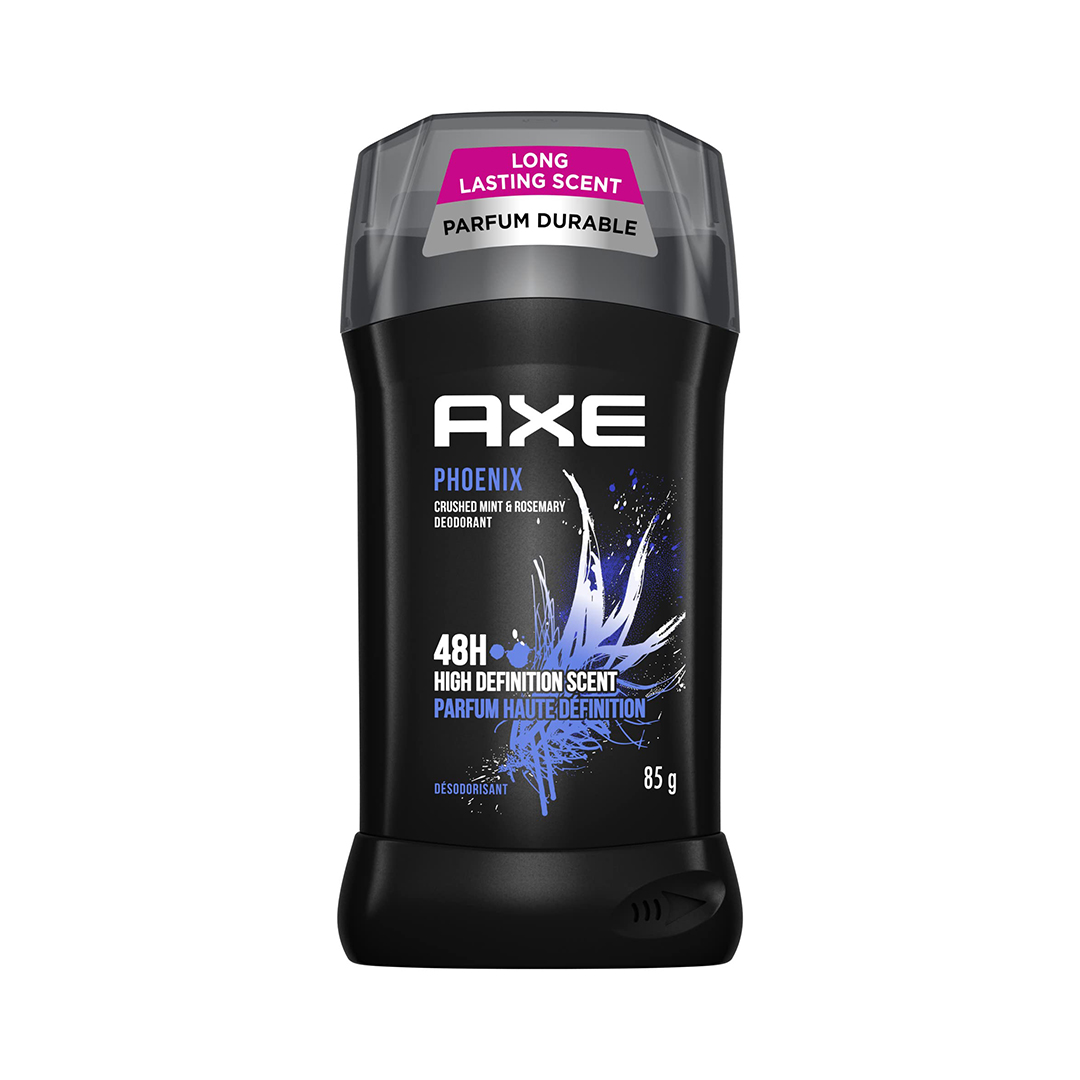 LONG
LASTING SCENT
PARFUM DURABLE
AXE
PHOENIX
CRUSHED MINT & ROSEMARY
DEODORANT
48H
HIGH DEFINITION SCENT
PARFUM HAUTE DÉFINITION
DÉSODORISANT
85 g